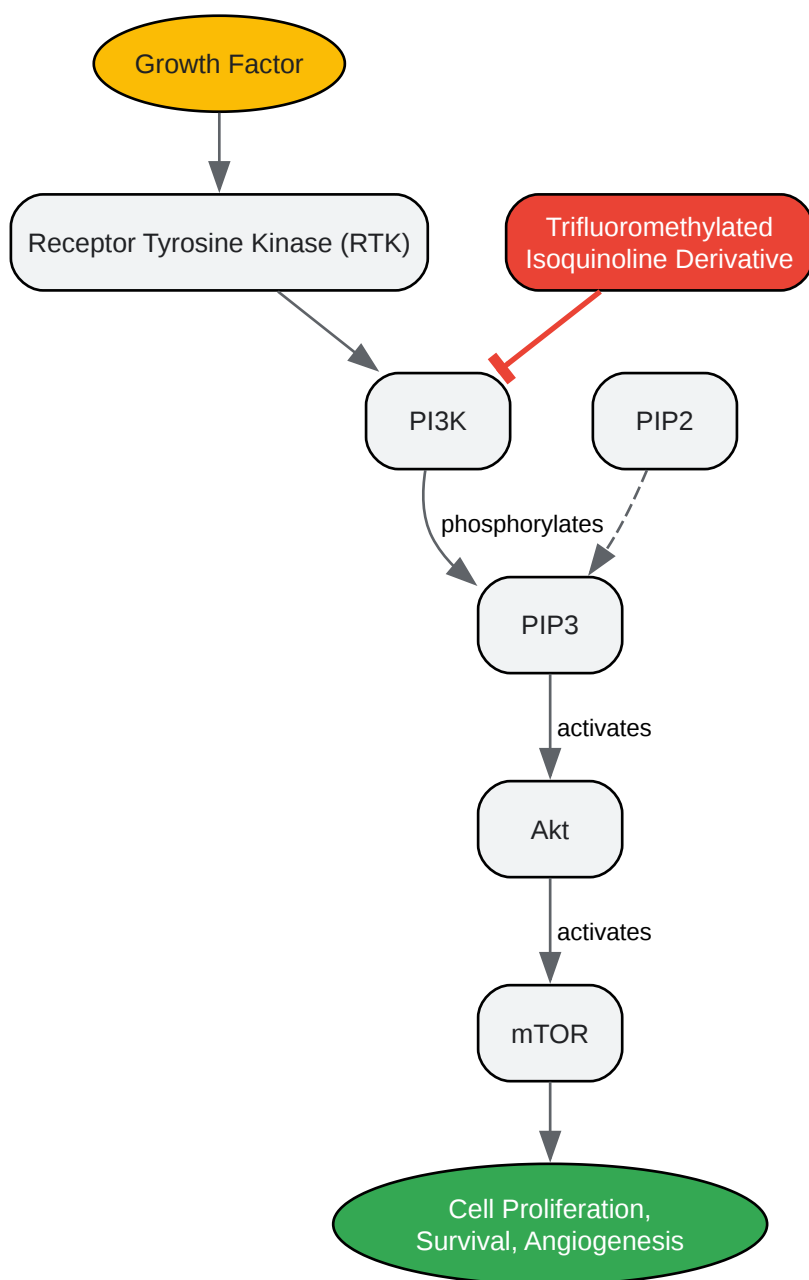 Growth Factor
Receptor Tyrosine Kinase (RTK)
Trifluoromethylated
Isoquinoline Derivative
PI3K
PIP2
phosphorylates
PIP3
activates
Akt
activates
mTOR
Cell Proliferation,
Survival, Angiogenesis